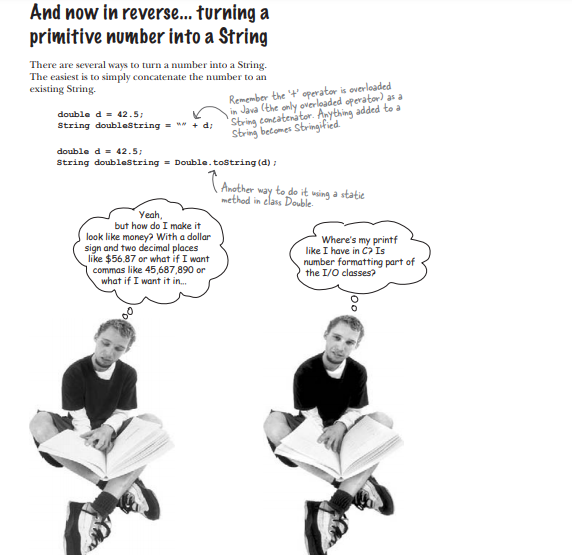 And now in reverse... turning a
primitive number into a String
There are several ways to turn a number into a String.
The easiest is to simply concatenate the number to an
existing String.
double d = 42.5;
String doubleString = "" + d;
Remember the '+' operator is overloaded
in Java (the only overloaded operator) as a
String concatenator. Anything added to a
String becomes Stringified.
double d = 42.5;
String doubleString = Double.toString(d);
Another way to do it using a static
method in class Double.
Yeah,
but how do I make it
look like money? With a dollar
sign and two decimal places
like $56.87 or what if I want
commas like 45,687,890 or
what if I want it in...
Where's my printf
like I have in C? Is
number formatting part of
the I/O classes?